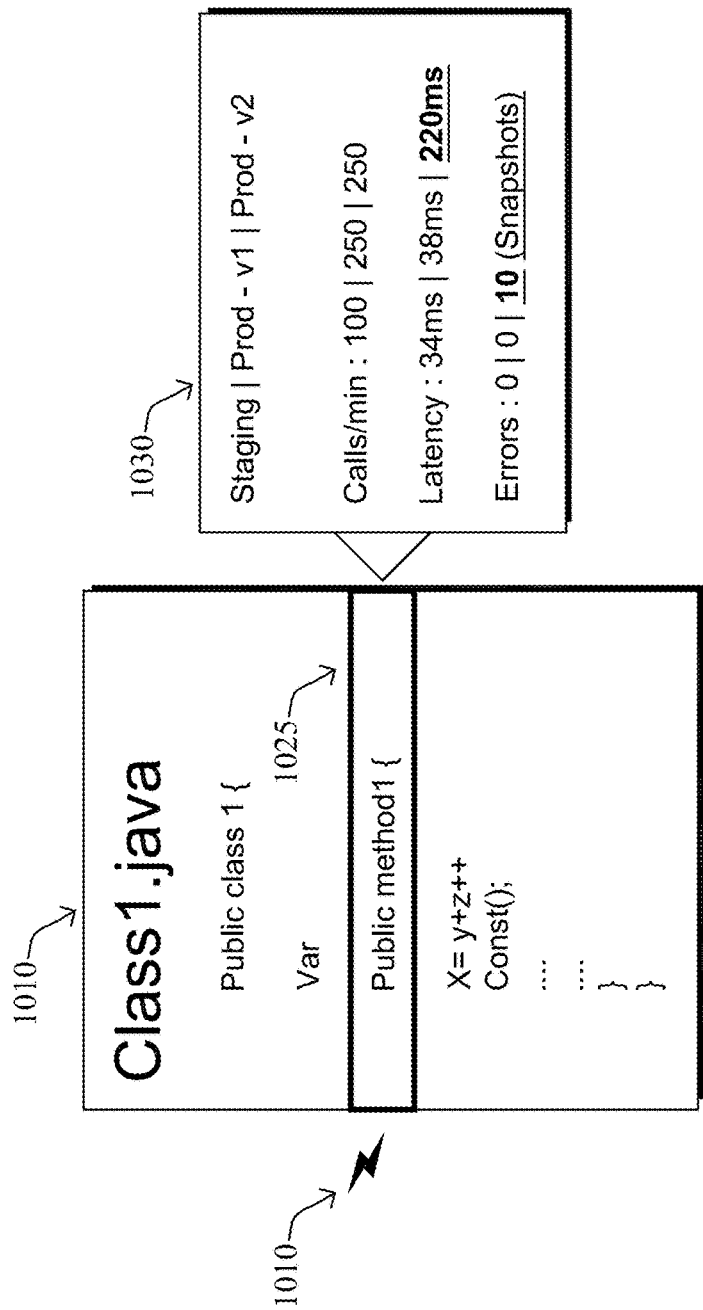 1010
Class1.java
Public class 1 {
Var
1025
Public method1 {
X= y+z++
Const();
....
....
}
}
1010
1030
Staging | Prod - v1 | Prod - v2
Calls/min : 100 | 250 | 250
Latency : 34ms | 38ms | 220ms
Errors : 0 | 0 | 10 (Snapshots)